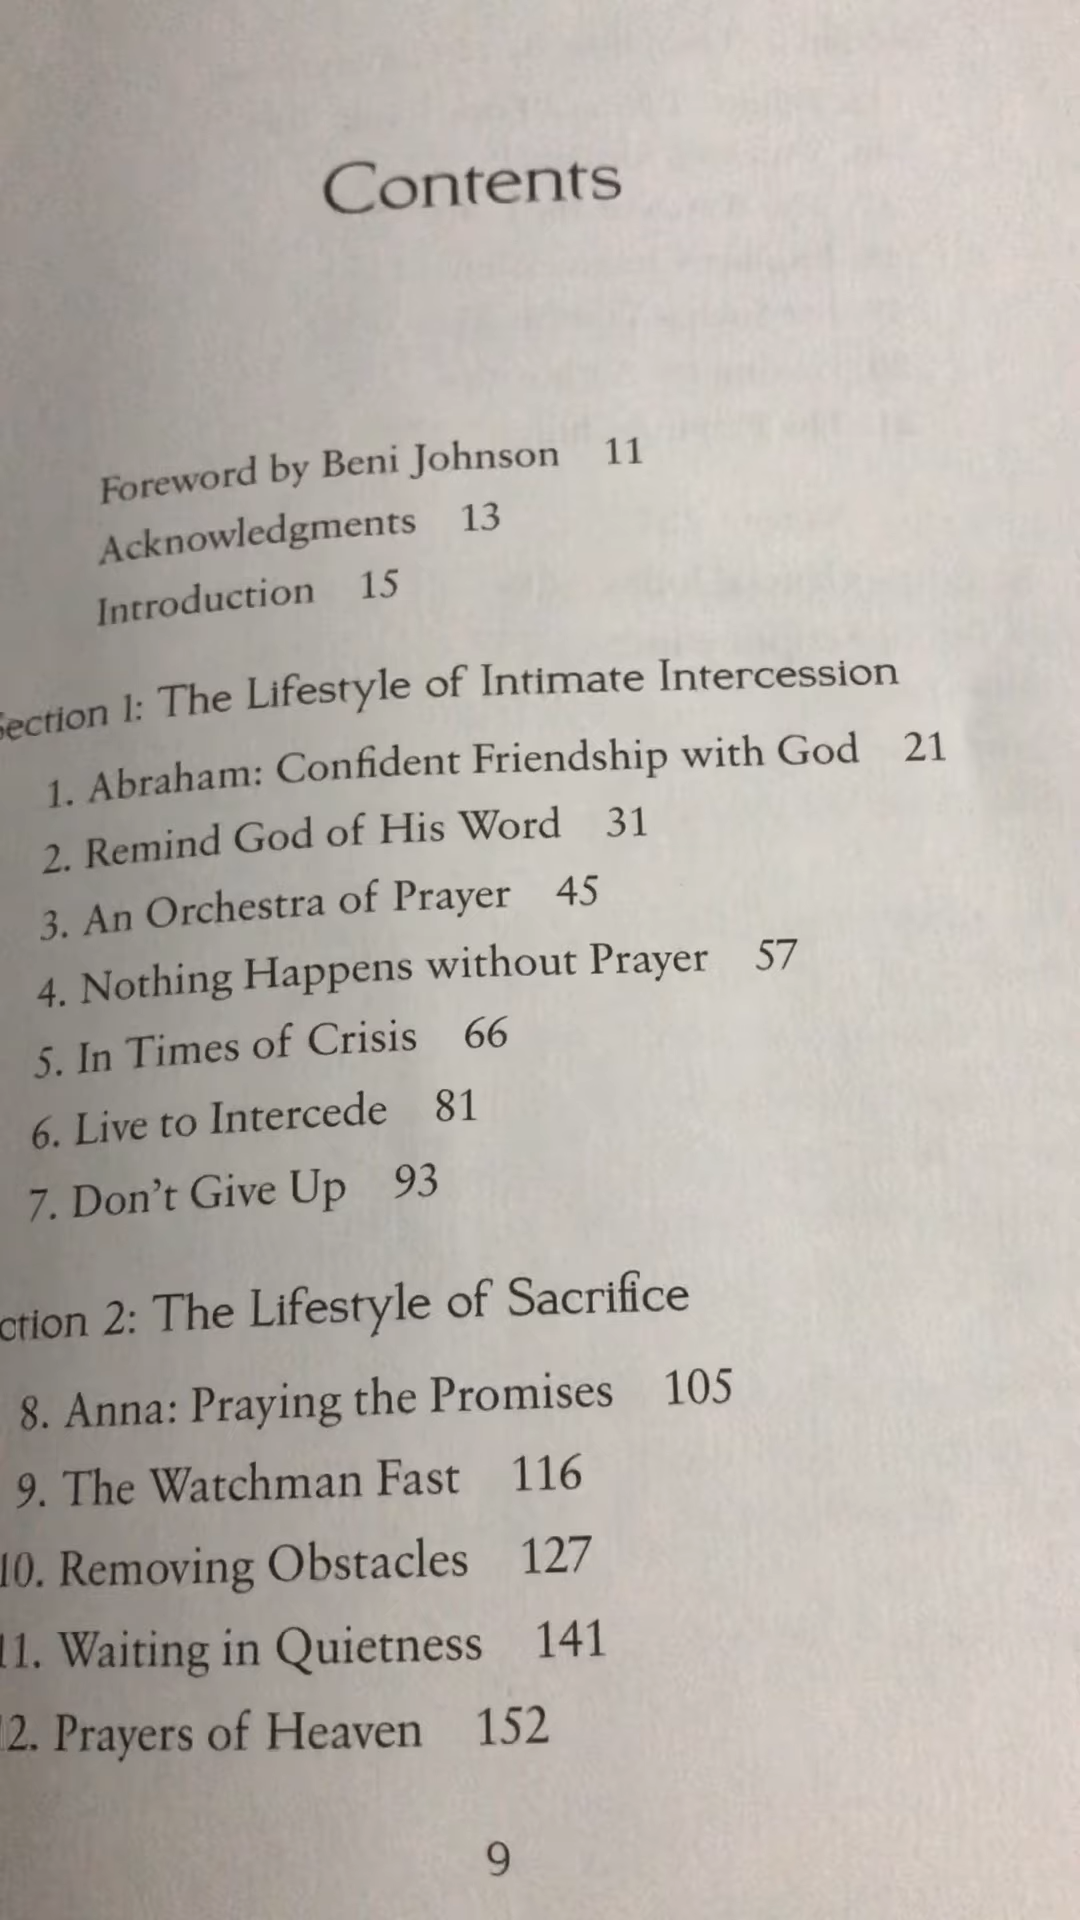 Contents
Foreword by Beni Johnson 11
Acknowledgments 13
Introduction 15
Section 1: The Lifestyle of Intimate Intercession
1. Abraham: Confident Friendship with God 21
2. Remind God of His Word 31
3. An Orchestra of Prayer 45
4. Nothing Happens without Prayer 57
5. In Times of Crisis 66
6. Live to Intercede 81
7. Don't Give Up 93
ction 2: The Lifestyle of Sacrifice
8. Anna: Praying the Promises 105
9. The Watchman Fast 116
10. Removing Obstacles 127
11. Waiting in Quietness 141
12. Prayers of Heaven 152
9